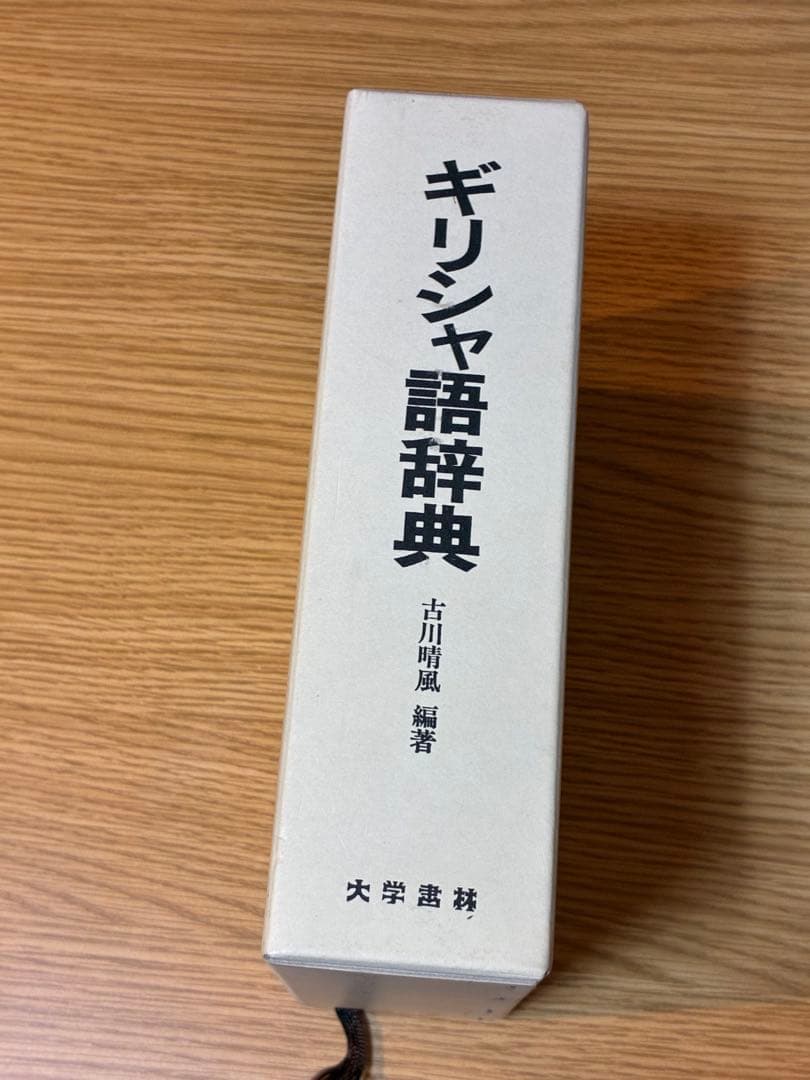 ギリシャ語辞典
古川晴風 編著
大学書林